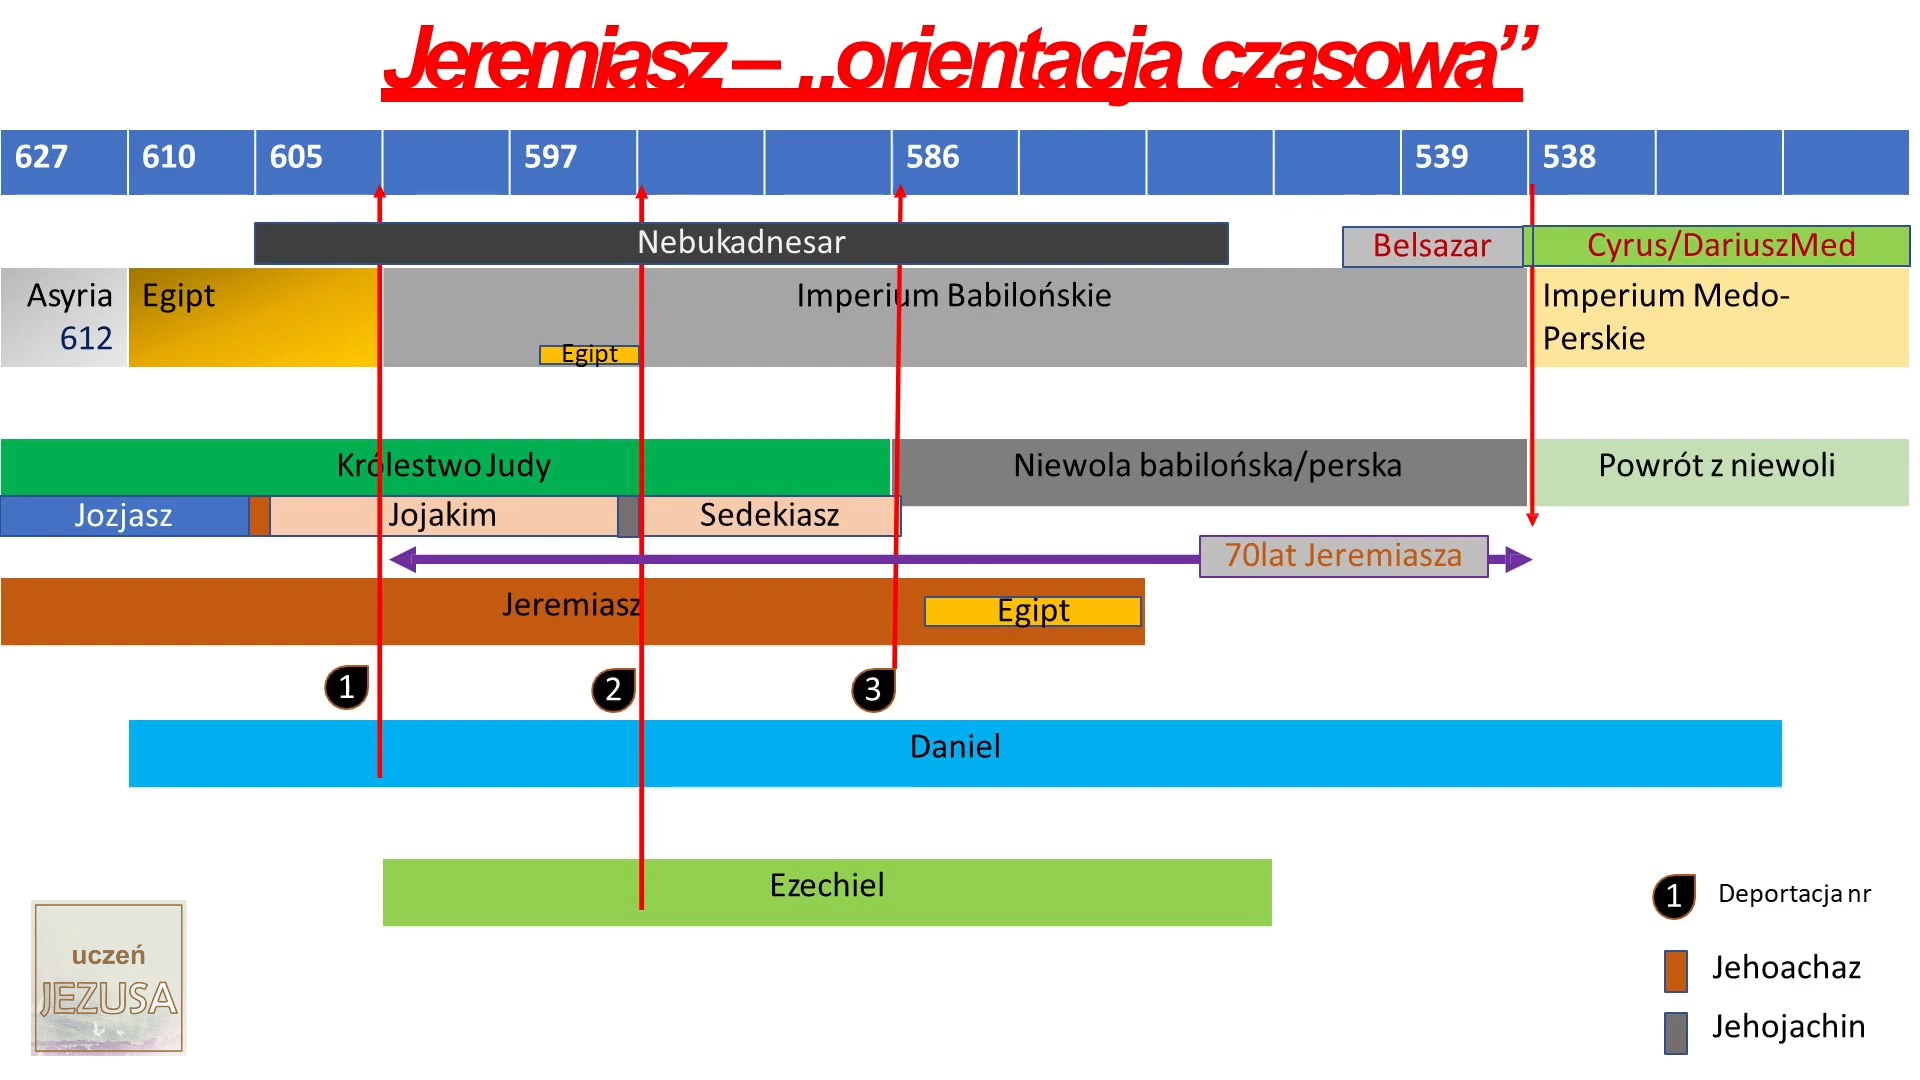 Jeremiasz – „orientacja czasowa”
627 610 605 597 586 539 538
Nebukadnesar
Belsazar
Cyrus/DariuszMed
Asyria
612
Egipt
Imperium Babilońskie
Egipt
Imperium Medo-
Perskie
Królestwo Judy
Niewola babilońska/perska
Powrót z niewoli
Jozjasz
Jojakim
Sedekiasz
70lat Jeremiasza
Jeremiasz
Egipt
1
2
3
Daniel
Ezechiel
1 Deportacja nr
Jehoachaz
Jehojachin
uczeń
JEZUSA